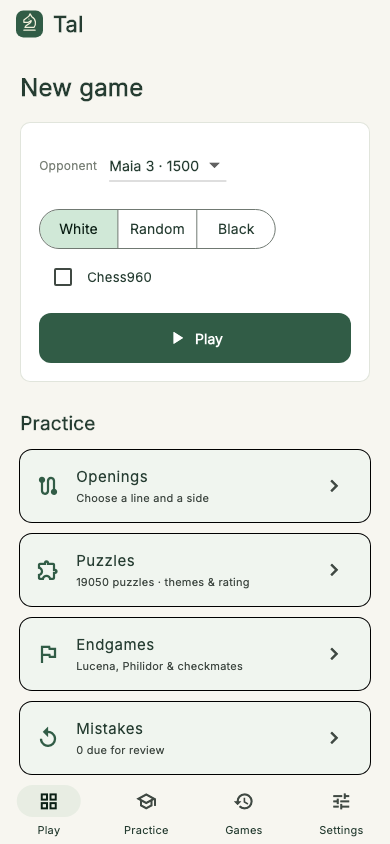 Tal
New game
Opponent Maia 3 · 1500
White Random Black
Chess960
Play
Practice
Openings
Choose a line and a side
Puzzles
19050 puzzles · themes & rating
Endgames
Lucena, Philidor & checkmates
Mistakes
0 due for review
Play Practice Games Settings